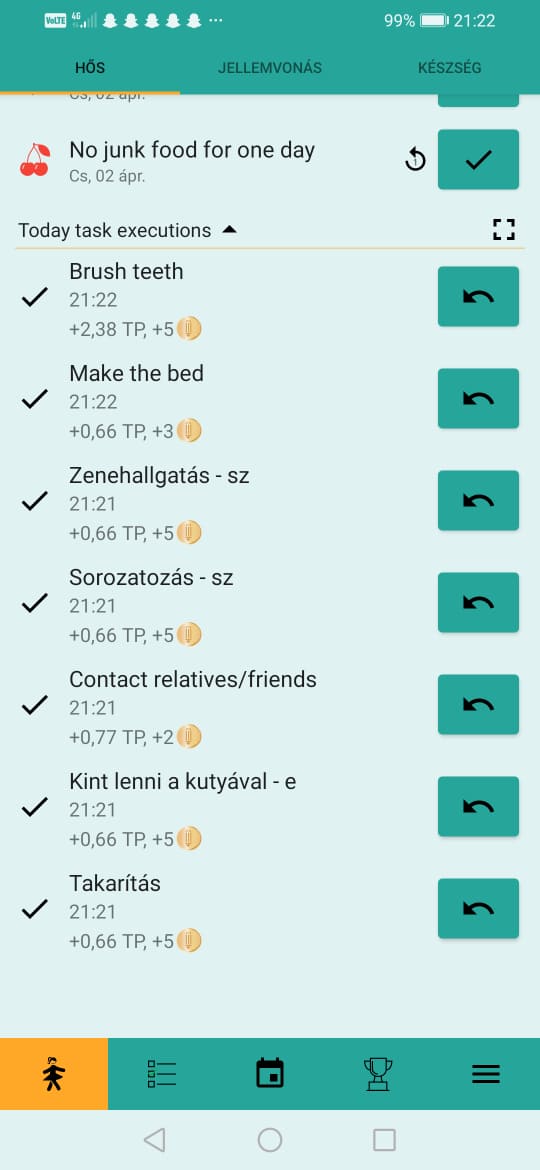 VoLTE 4G 99% 21:22
HŐS JELLEMVONÁS KÉSZSÉG
Cs, 02 ápr.
No junk food for one day
Cs, 02 ápr.
1
Today task executions
Brush teeth
21:22
+2,38 TP, +5
Make the bed
21:22
+0,66 TP, +3
Zenehallgatás - sz
21:21
+0,66 TP, +5
Sorozatozás - sz
21:21
+0,66 TP, +5
Contact relatives/friends
21:21
+0,77 TP, +2
Kint lenni a kutyával - e
21:21
+0,66 TP, +5
Takarítás
21:21
+0,66 TP, +5